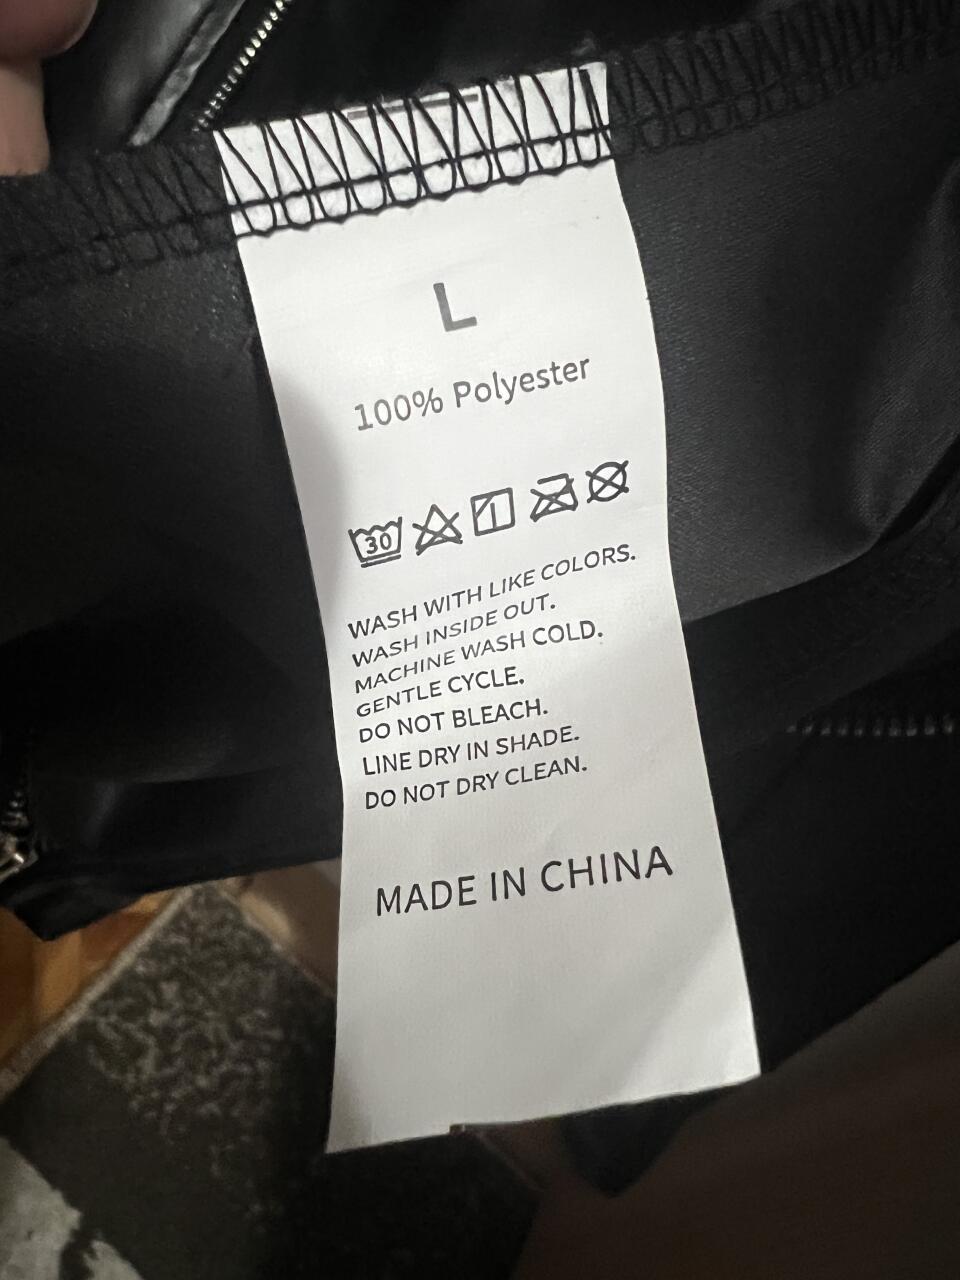 L
100% Polyester
30
WASH WITH LIKE COLORS.
WASH INSIDE OUT.
MACHINE WASH COLD.
GENTLE CYCLE.
DO NOT BLEACH.
LINE DRY IN SHADE.
DO NOT DRY CLEAN.
MADE IN CHINA